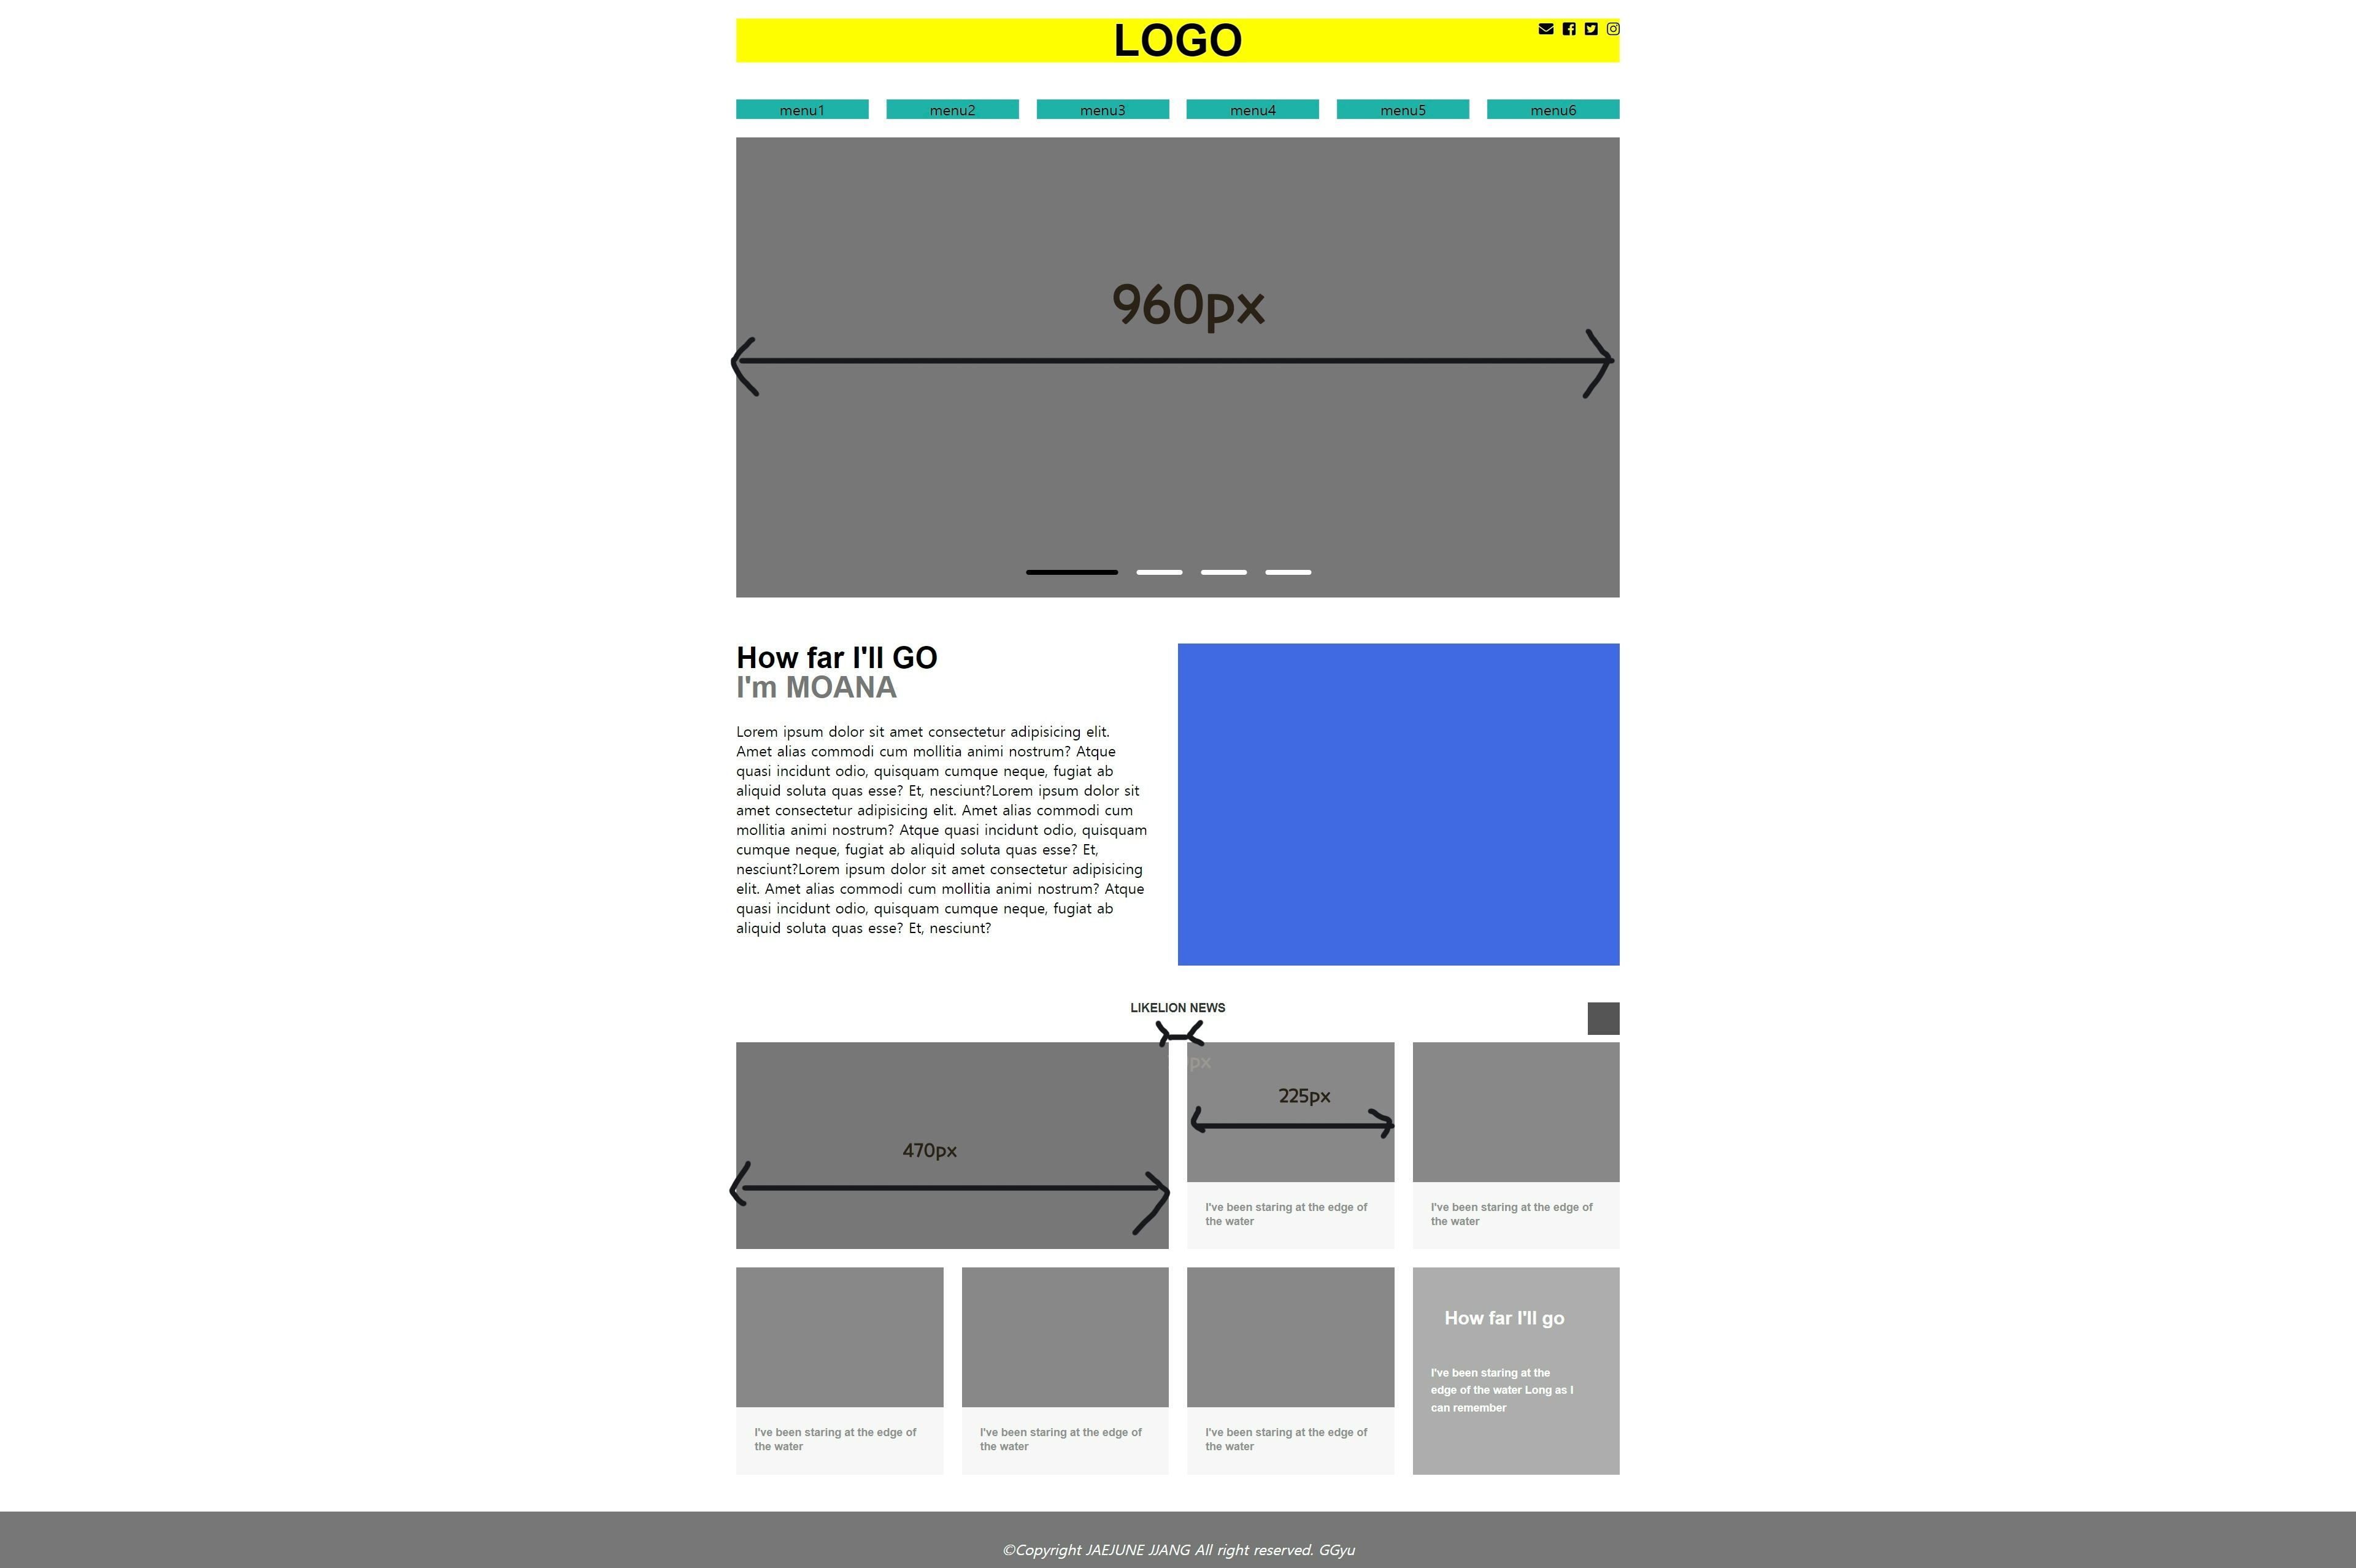 LOGO
menu1 menu2 menu3 menu4 menu5 menu6
960px
How far I'll GO
I'm MOANA
Lorem ipsum dolor sit amet consectetur adipisicing elit.
Amet alias commodi cum mollitia animi nostrum? Atque
quasi incidunt odio, quisquam cumque neque, fugiat ab
aliquid soluta quas esse? Et, nesciunt?Lorem ipsum dolor sit
amet consectetur adipisicing elit. Amet alias commodi cum
mollitia animi nostrum? Atque quasi incidunt odio, quisquam
cumque neque, fugiat ab aliquid soluta quas esse? Et,
nesciunt?Lorem ipsum dolor sit amet consectetur adipisicing
elit. Amet alias commodi cum mollitia animi nostrum? Atque
quasi incidunt odio, quisquam cumque neque, fugiat ab
aliquid soluta quas esse? Et, nesciunt?
LIKELION NEWS
px
225px
470px
I've been staring at the edge of
the water
I've been staring at the edge of
the water
I've been staring at the edge of
the water
I've been staring at the edge of
the water
I've been staring at the edge of
the water
How far I'll go
I've been staring at the
edge of the water Long as I
can remember
©Copyright JAEJUNE JJANG All right reserved. GGyu